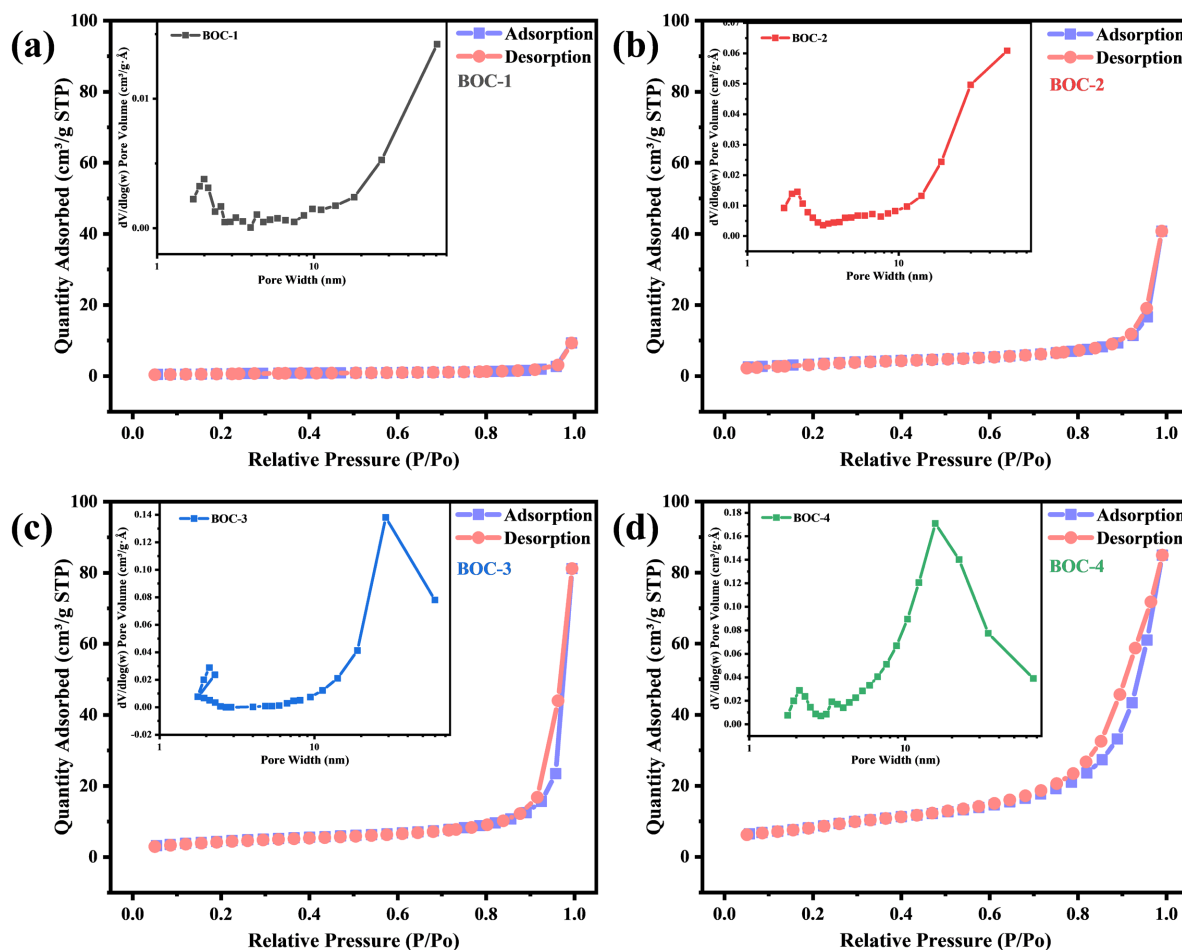 (a)
Quantity Adsorbed (cm³/g STP)
100
80
60
40
20
0
0.0 0.2 0.4 0.6 0.8 1.0
Relative Pressure (P/Po)
Adsorption
Desorption
BOC-1
BOC-1
dV/dlog(w) Pore Volume (cm³/g·Å)
0.01
0.00
1 10
Pore Width (nm)
(b)
Quantity Adsorbed (cm³/g STP)
100
80
60
40
20
0
0.0 0.2 0.4 0.6 0.8 1.0
Relative Pressure (P/Po)
Adsorption
Desorption
BOC-2
BOC-2
dV/dlog(w) Pore Volume (cm³/g·Å)
0.07
0.06
0.05
0.04
0.03
0.02
0.01
0.00
1 10
Pore Width (nm)
(c)
Quantity Adsorbed (cm³/g STP)
100
80
60
40
20
0
0.0 0.2 0.4 0.6 0.8 1.0
Relative Pressure (P/Po)
Adsorption
Desorption
BOC-3
BOC-3
dV/dlog(w) Pore Volume (cm³/g·Å)
0.14
0.12
0.10
0.08
0.06
0.04
0.02
0.00
-0.02
1 10
Pore Width (nm)
(d)
Quantity Adsorbed (cm³/g STP)
100
80
60
40
20
0
0.0 0.2 0.4 0.6 0.8 1.0
Relative Pressure (P/Po)
Adsorption
Desorption
BOC-4
BOC-4
dV/dlog(w) Pore Volume (cm³/g·Å)
0.18
0.16
0.14
0.12
0.10
0.08
0.06
0.04
0.02
0.00
1 10
Pore Width (nm)